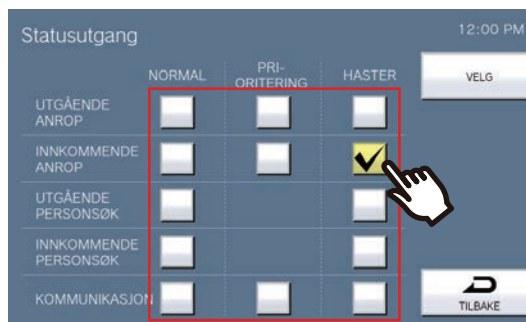 Statusutgang
12:00 PM
NORMAL
PRI-
ORITERING
HASTER
VELG
UTGÅENDE
ANROP
INNKOMMENDE
ANROP
UTGÅENDE
PERSONSØK
INNKOMMENDE
PERSONSØK
KOMMUNIKASJON
TILBAKE